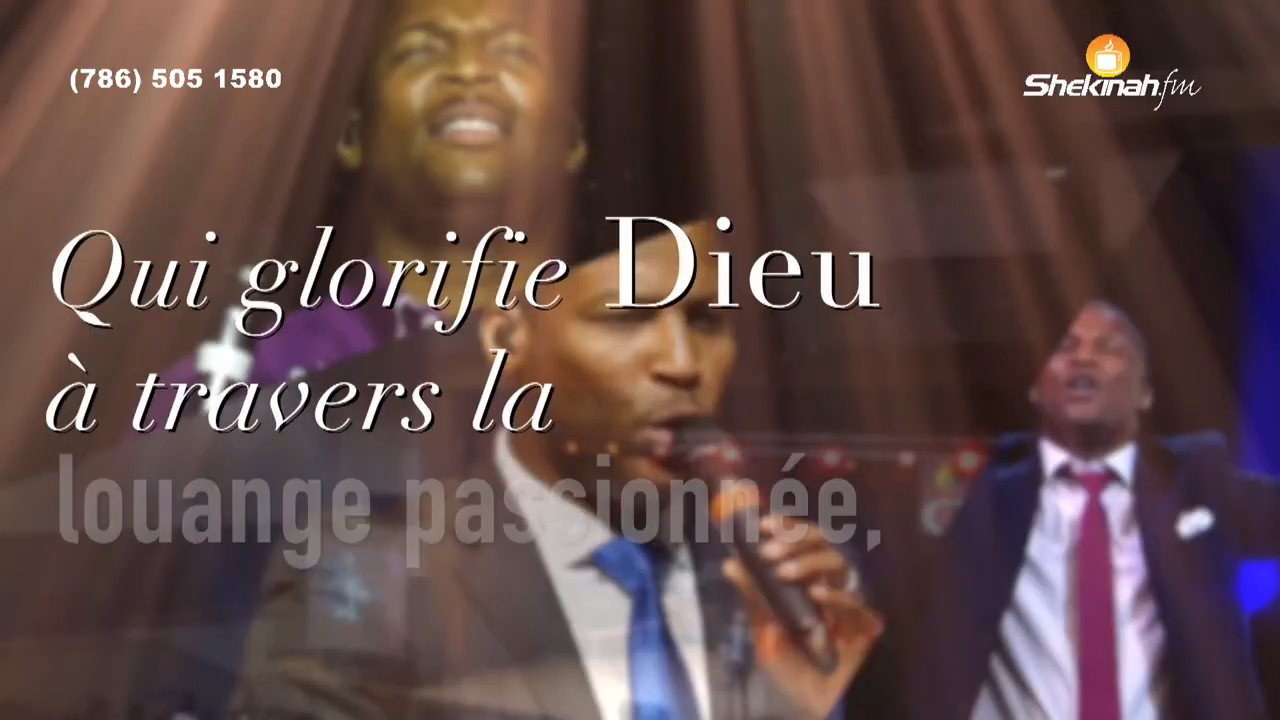 (786) 505 1580
Shekinah.fm
Qui glorifie Dieu
à travers la
louange passionnée,